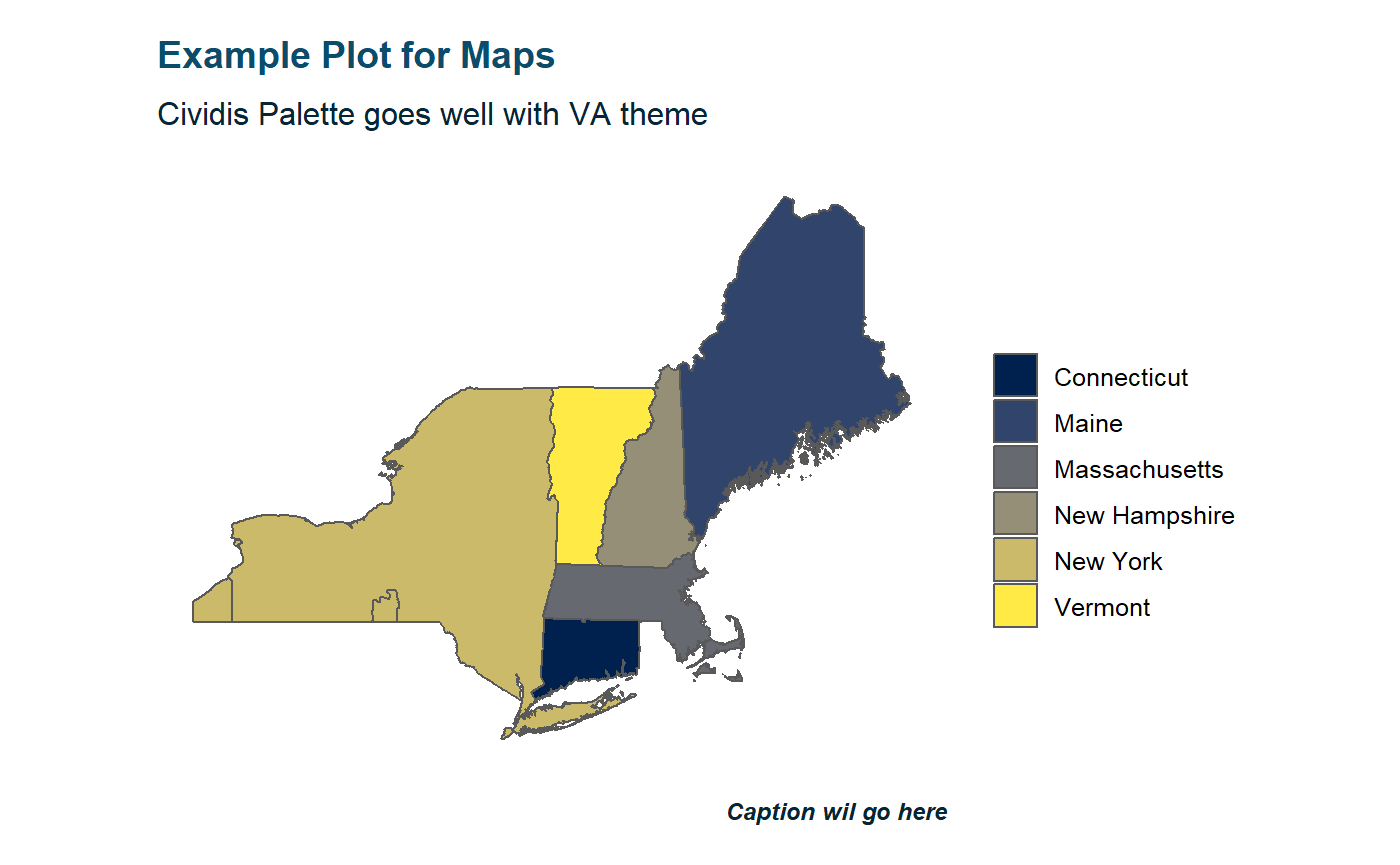 Example Plot for Maps
Cividis Palette goes well with VA theme
Connecticut
Maine
Massachusetts
New Hampshire
New York
Vermont
Caption wil go here